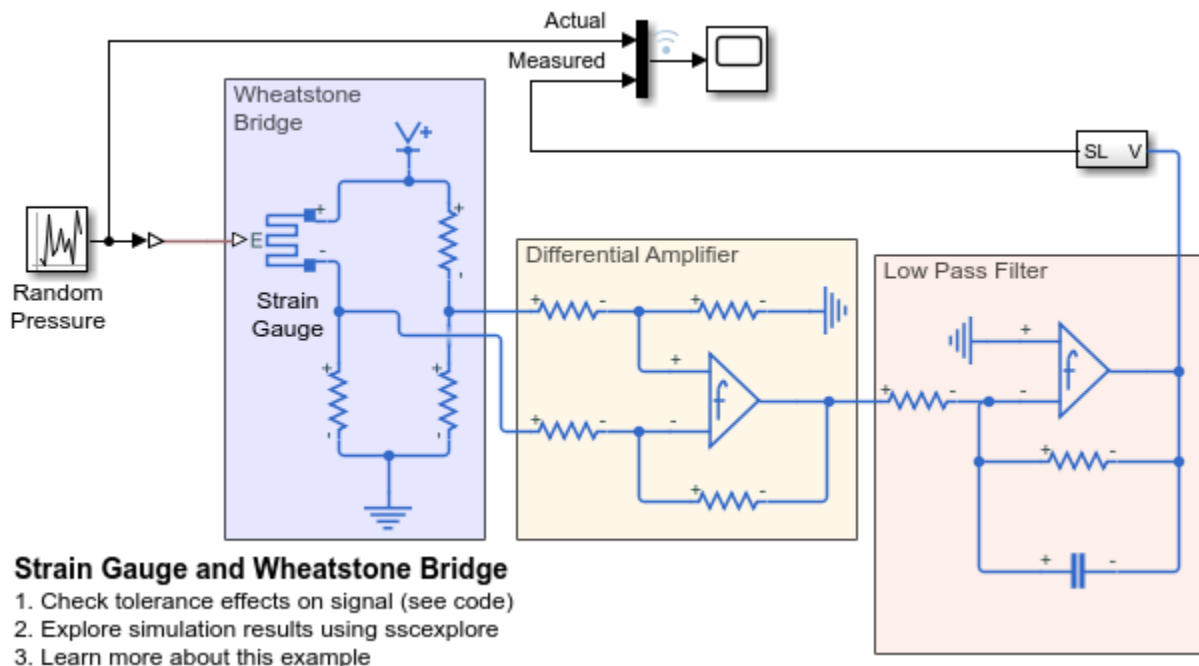 Actual
Measured
Wheatstone
Bridge
V+
SL V
E
+
-
Strain
Gauge
+
-
+
-
+
-
Random
Pressure
Differential Amplifier
+
-
+
-
+
-
+
-
+
-
Low Pass Filter
+
-
+
-
+
-
+
-
Strain Gauge and Wheatstone Bridge
1. Check tolerance effects on signal (see code)
2. Explore simulation results using sscexplore
3. Learn more about this example